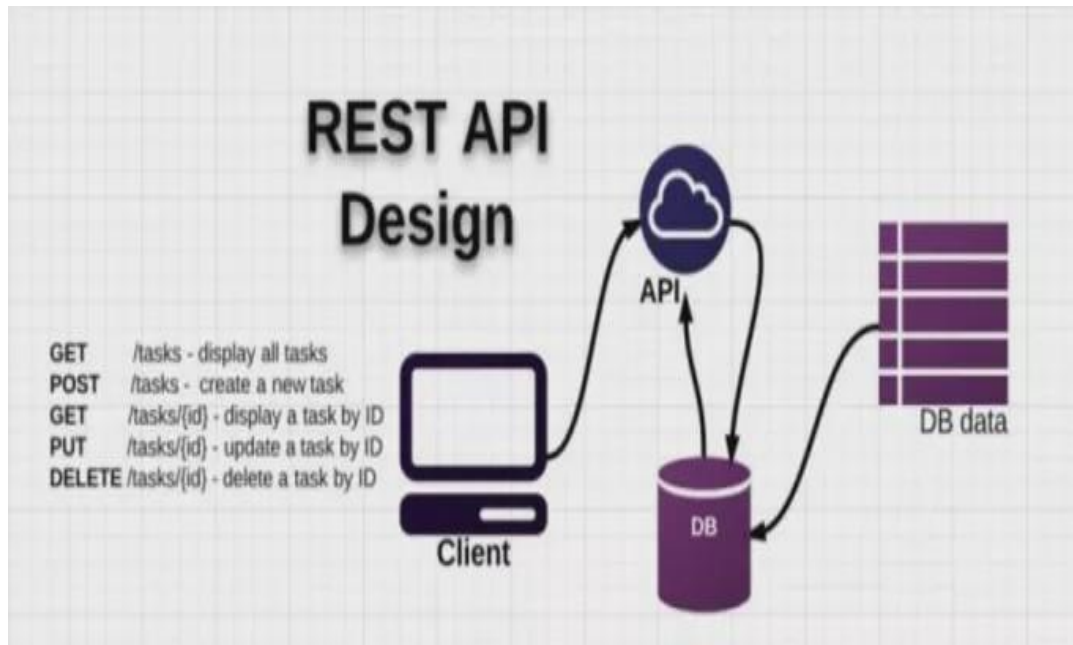 REST API
Design
API
GET /tasks - display all tasks
POST /tasks - create a new task
GET /tasks/{id} - display a task by ID
PUT /tasks/{id} - update a task by ID
DELETE /tasks/{id} - delete a task by ID
Client
DB
DB data